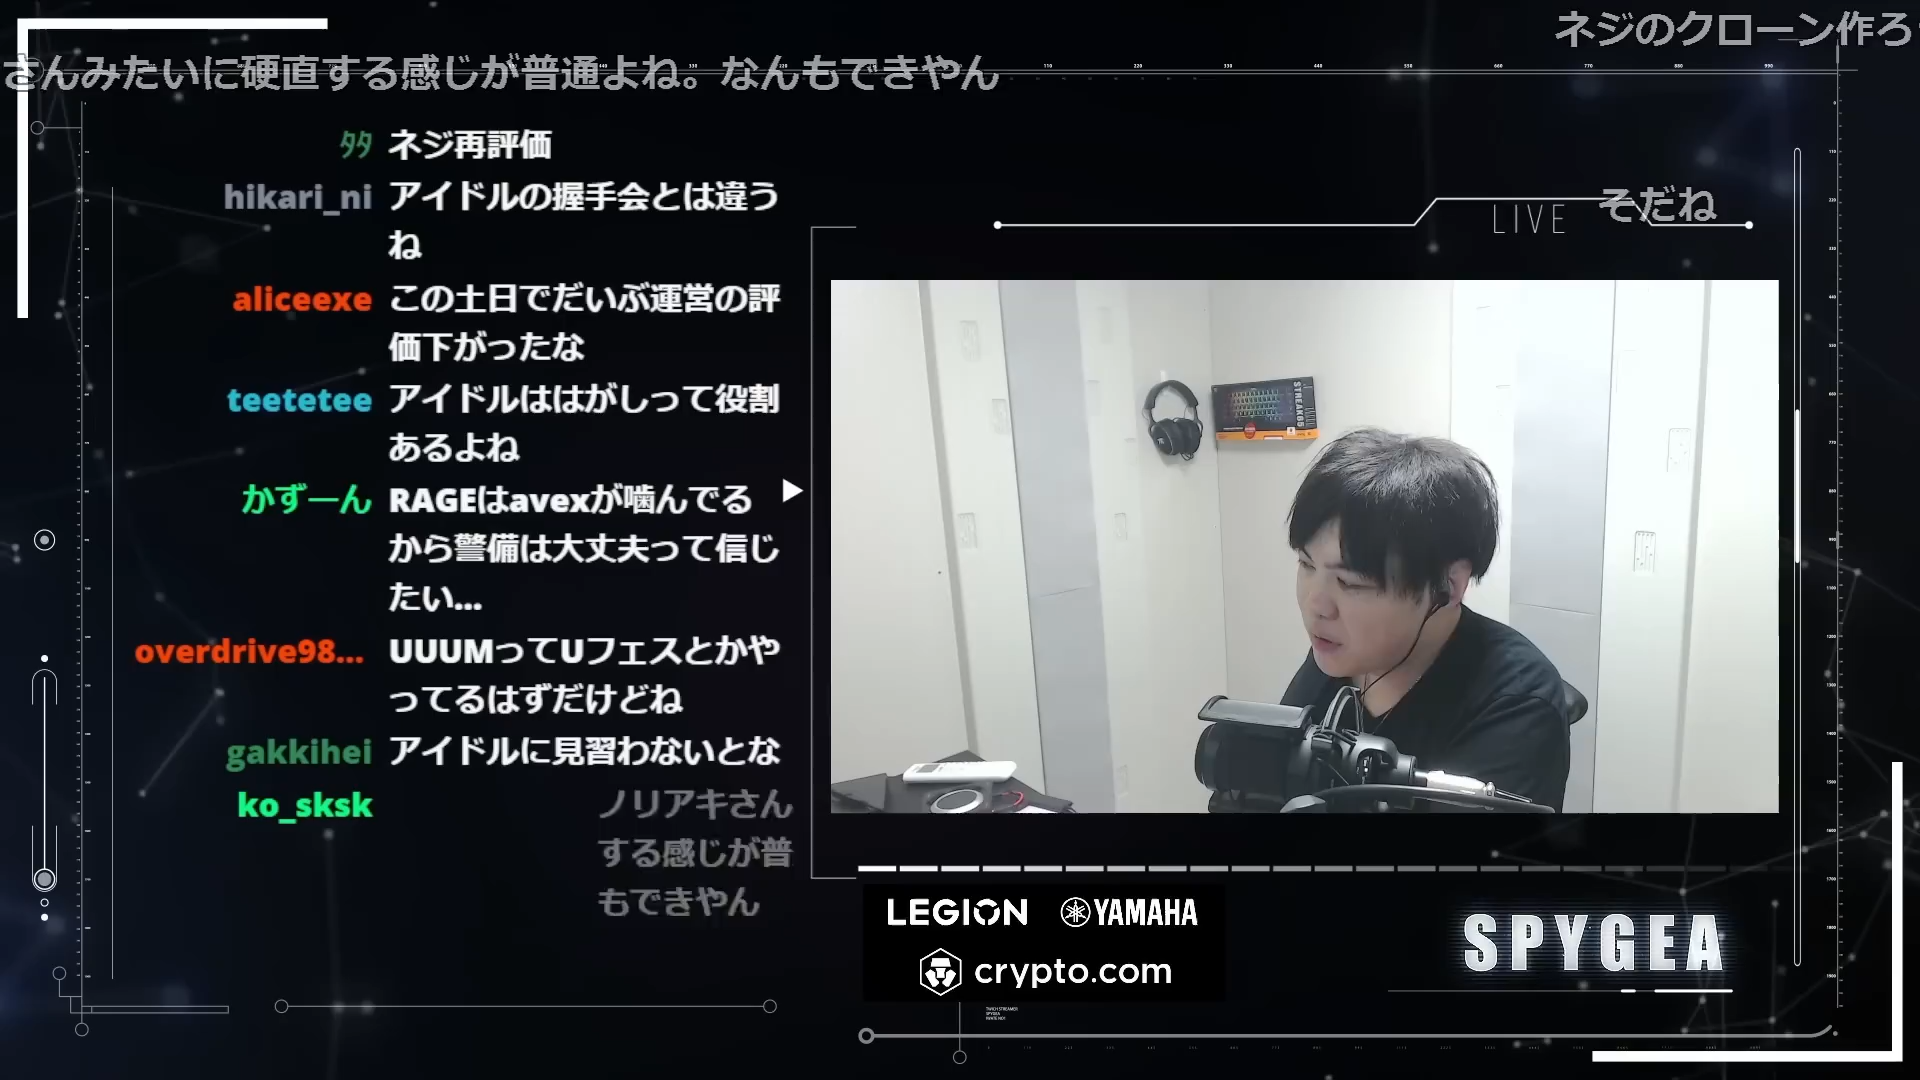 ネジのクローン作ろ
さんみたいに硬直する感じが普通よね。なんもできやん
タタ ネジ再評価
hikari_ni アイドルの握手会とは違う
ね
aliceexe この土日でだいぶ運営の評
価下がったな
teetetee アイドルははがしって役割
あるよね
かずーん RAGEはavexが噛んでる
から警備は大丈夫って信じ
たい...
overdrive98... UUUMってUフェスとかや
ってるはずだけどね
gakkihei アイドルに見習わないとな
ko_sksk ノリアキさん
する感じが普
もできやん
LIVE
そだね
STREAK65
LEGION YAMAHA
crypto.com
SPYGEA